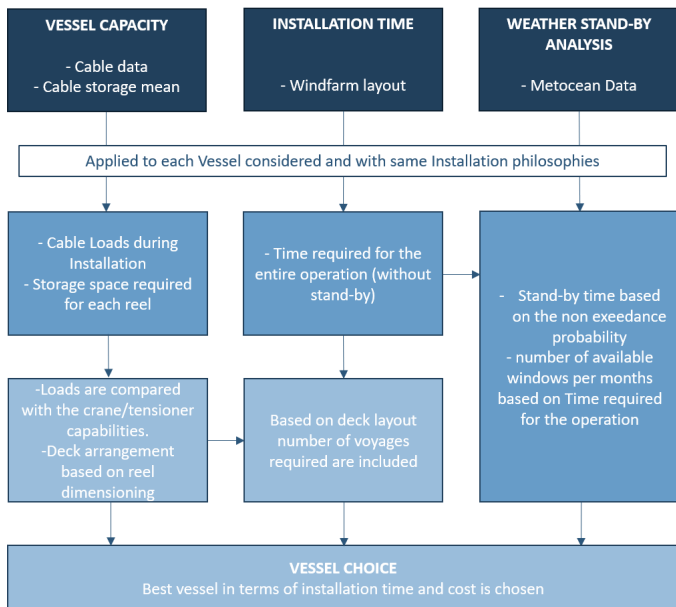 VESSEL CAPACITY
- Cable data
- Cable storage mean
INSTALLATION TIME
- Windfarm layout
WEATHER STAND-BY
ANALYSIS
- Metocean Data
Applied to each Vessel considered and with same Installation philosophies
- Cable Loads during
Installation
- Storage space required
for each reel
- Time required for the
entire operation (without
stand-by)
- Stand-by time based
on the non exeedance
probability
- number of available
windows per months
based on Time required
for the operation
-Loads are compared
with the crane/tensioner
capabilities.
-Deck arrangement
based on reel
dimensioning
Based on deck layout
number of voyages
required are included
VESSEL CHOICE
Best vessel in terms of installation time and cost is chosen